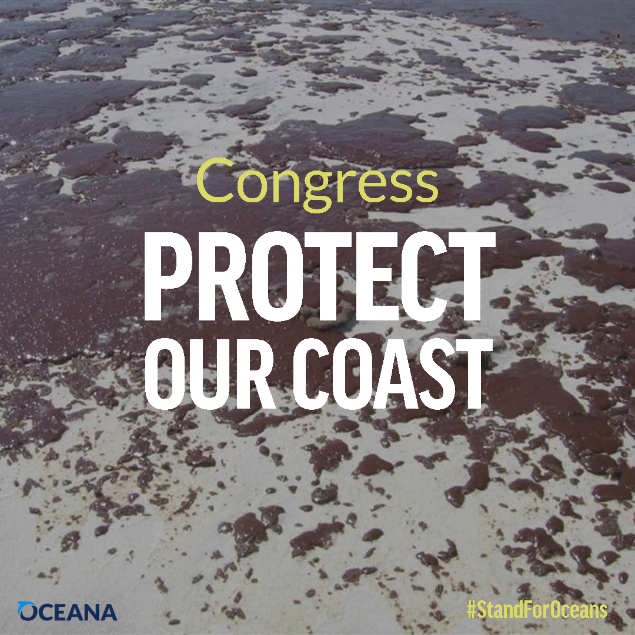 Congress
PROTECT
OUR COAST
OCEANA
#StandForOceans